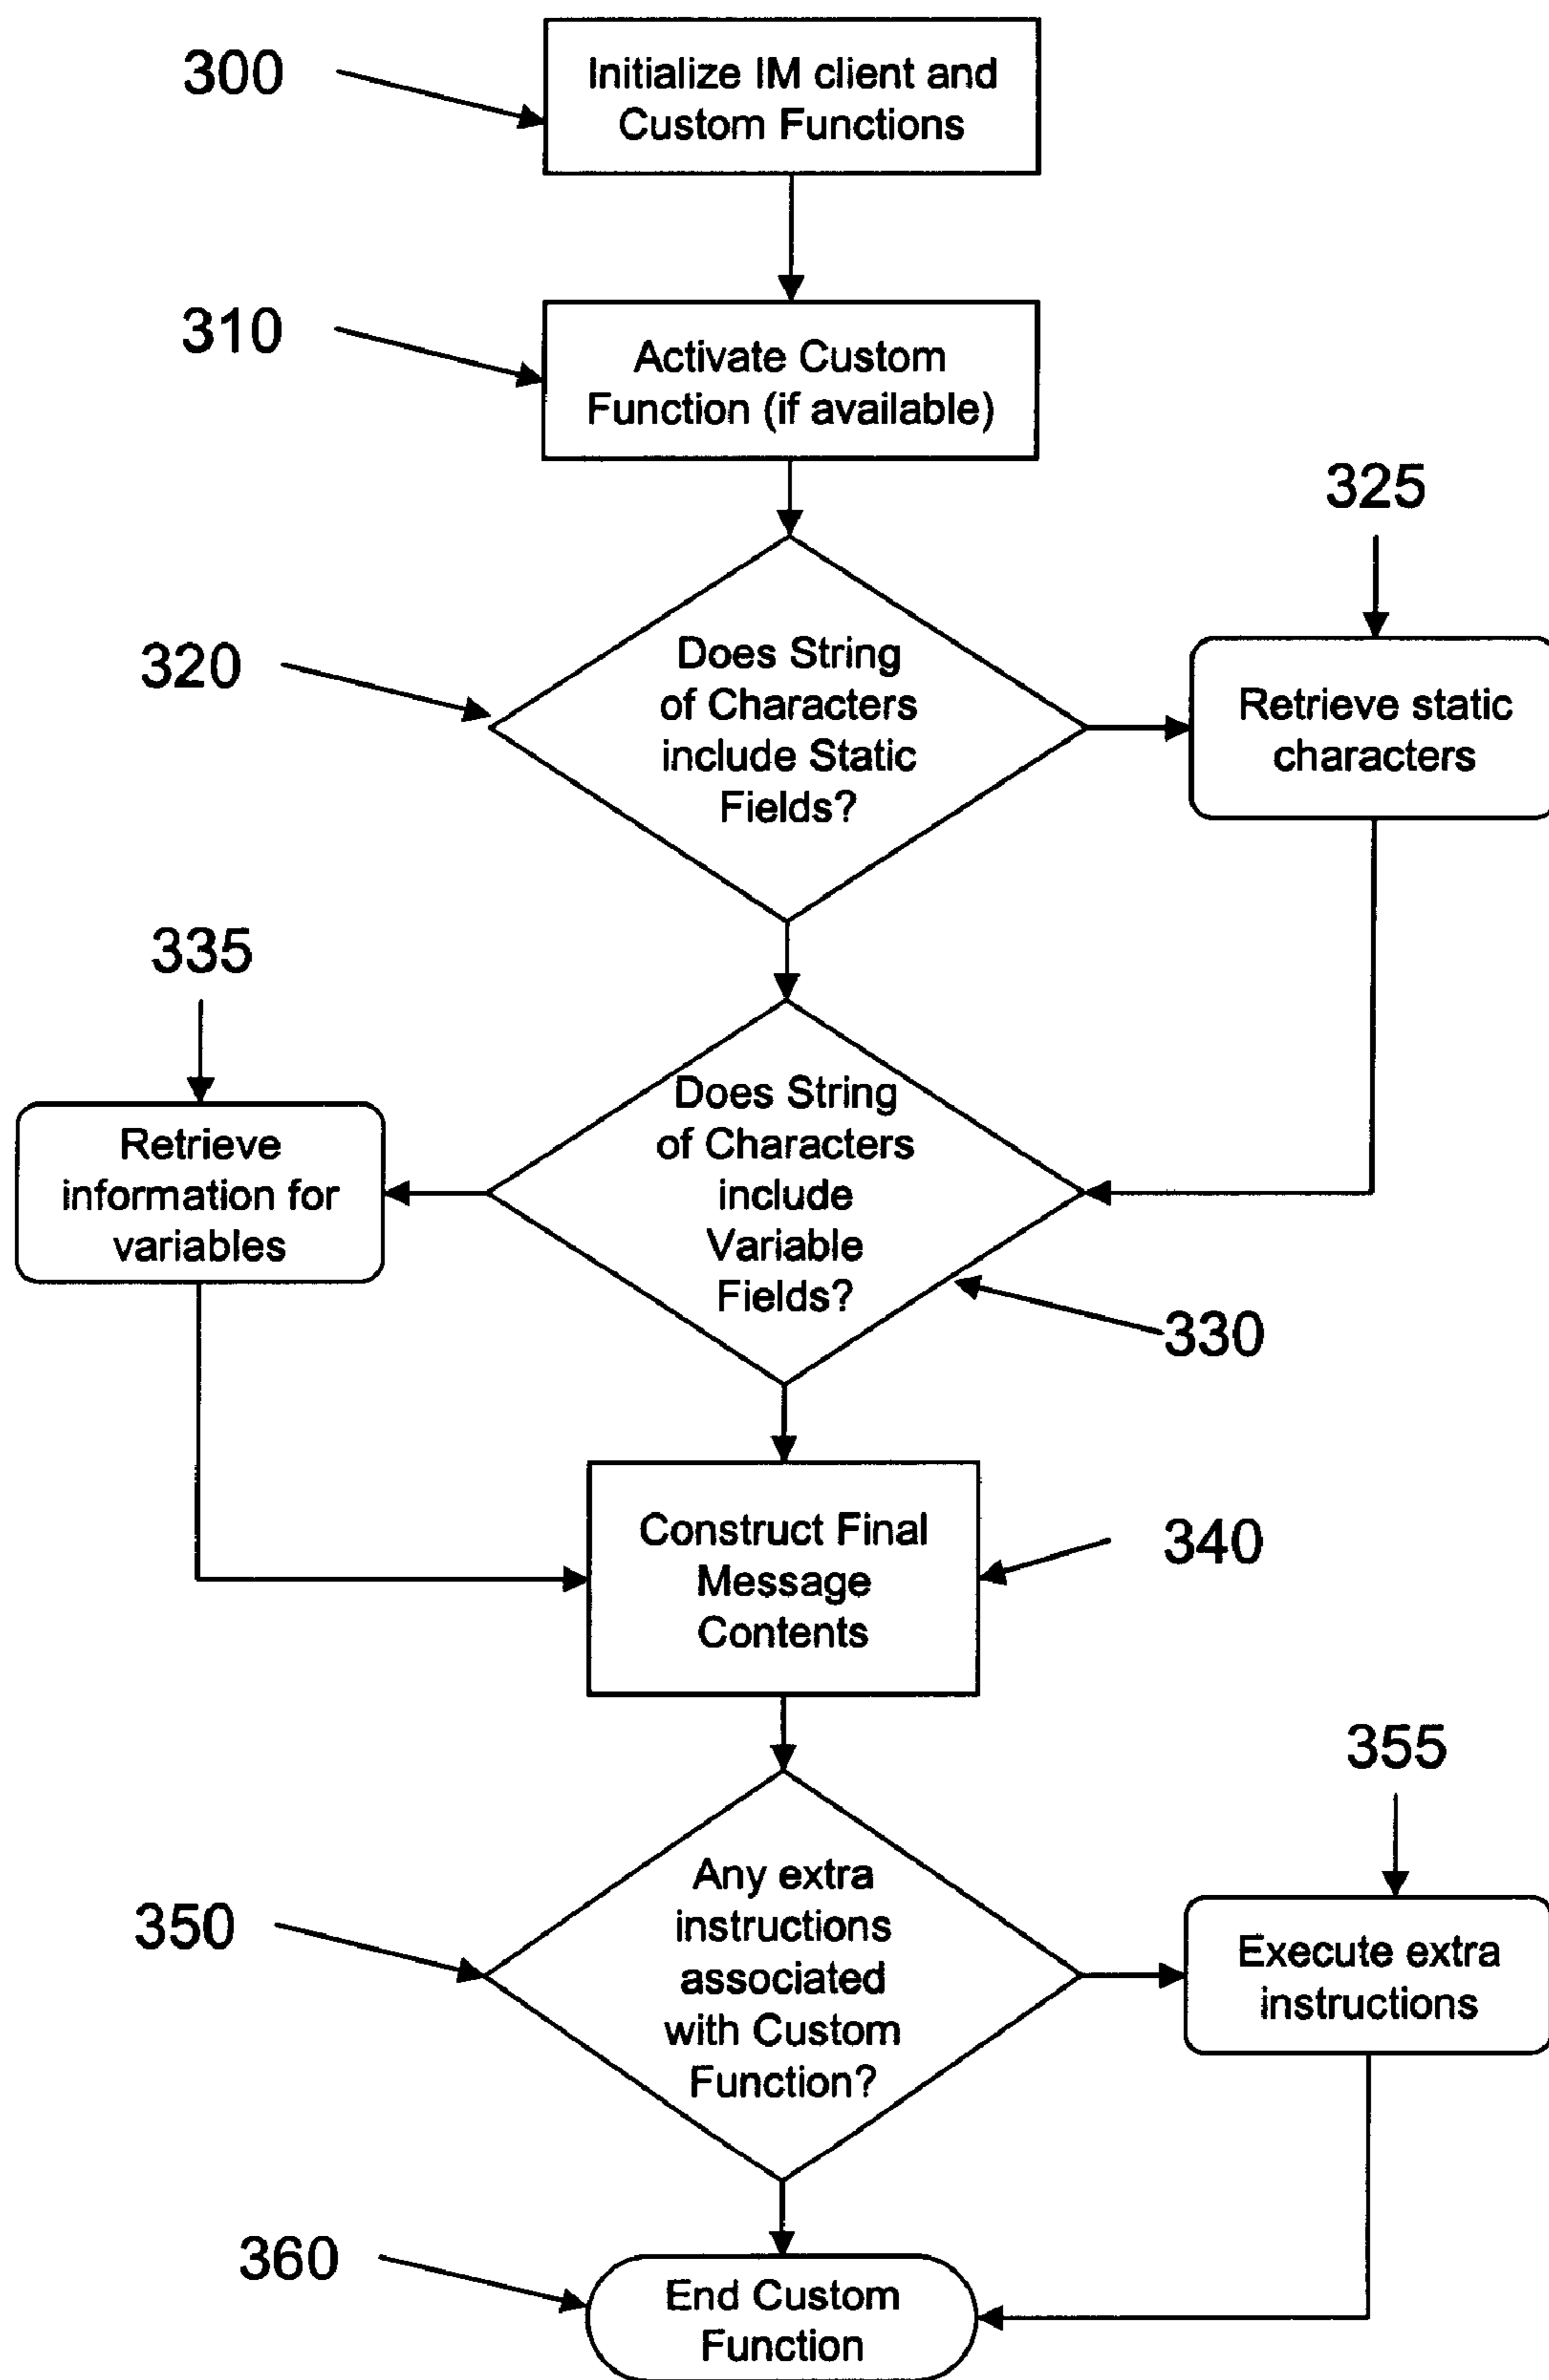 300
Initialize IM client and
Custom Functions
310
Activate Custom
Function (if available)
325
320
Does String
of Characters
include Static
Fields?
Retrieve static
characters
335
Does String
of Characters
include
Variable
Fields?
Retrieve
information for
variables
330
Construct Final
Message
Contents
340
355
350
Any extra
instructions
associated
with Custom
Function?
Execute extra
instructions
360
End Custom
Function